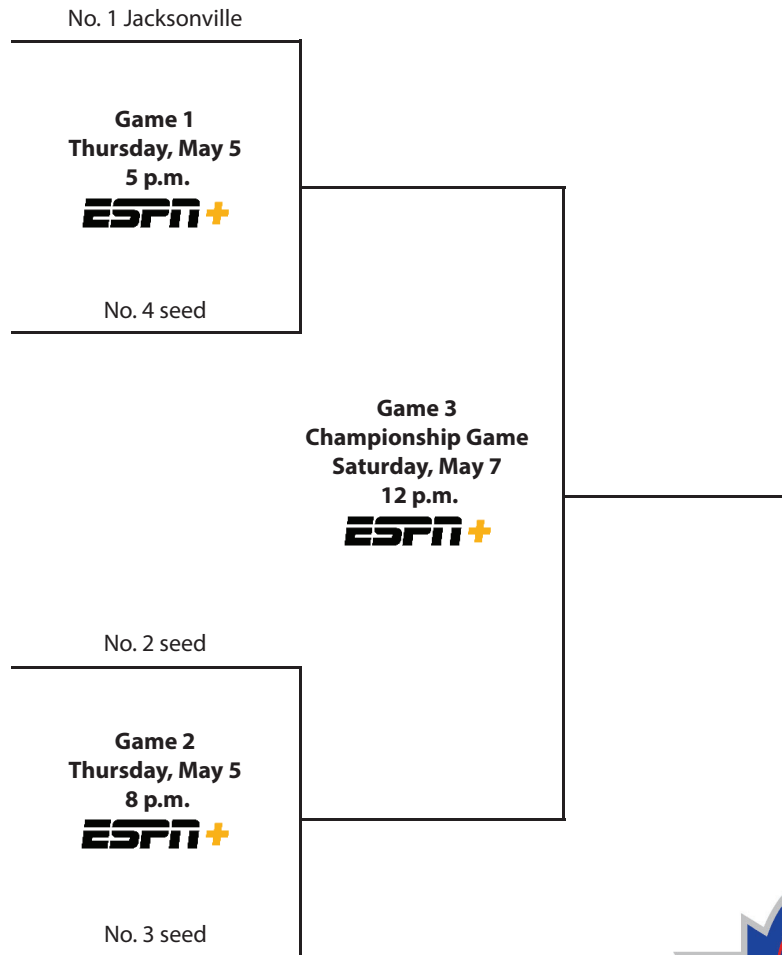 No. 1 Jacksonville
Game 1
Thursday, May 5
5 p.m.
ESPN+
No. 4 seed
Game 3
Championship Game
Saturday, May 7
12 p.m.
ESPN+
No. 2 seed
Game 2
Thursday, May 5
8 p.m.
ESPN+
No. 3 seed